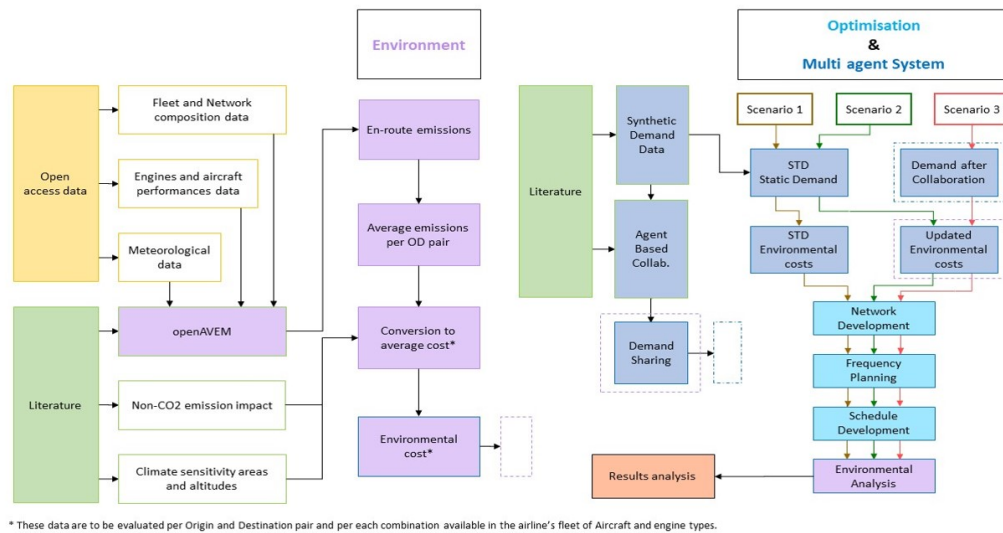 Environment
Optimisation
&
Multi agent System
Open
access data
Fleet and Network
composition data
Engines and aircraft
performances data
Meteorological
data
Literature
openAVEM
Non-CO2 emission impact
Climate sensitivity areas
and altitudes
En-route emissions
Average emissions
per OD pair
Conversion to
average cost*
Environmental
cost*
Literature
Synthetic
Demand
Data
Agent
Based
Collab.
Demand
Sharing
Scenario 1
Scenario 2
Scenario 3
STD
Static Demand
Demand after
Collaboration
STD
Environmental
costs
Updated
Environmental
costs
Network
Development
Frequency
Planning
Schedule
Development
Environmental
Analysis
Results analysis
* These data are to be evaluated per Origin and Destination pair and per each combination available in the airline's fleet of Aircraft and engine types.